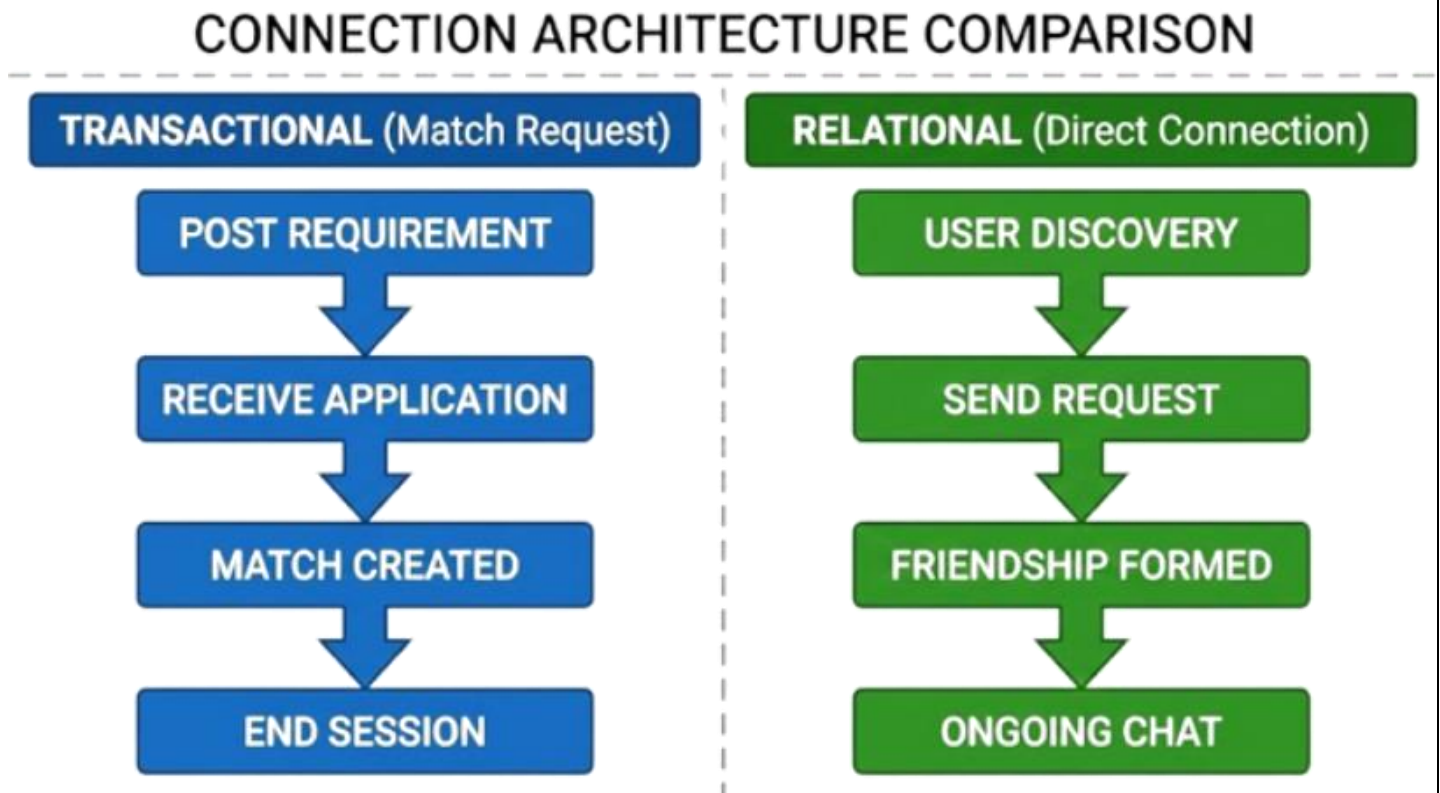 CONNECTION ARCHITECTURE COMPARISON
TRANSACTIONAL (Match Request)
POST REQUIREMENT
RECEIVE APPLICATION
MATCH CREATED
END SESSION
RELATIONAL (Direct Connection)
USER DISCOVERY
SEND REQUEST
FRIENDSHIP FORMED
ONGOING CHAT